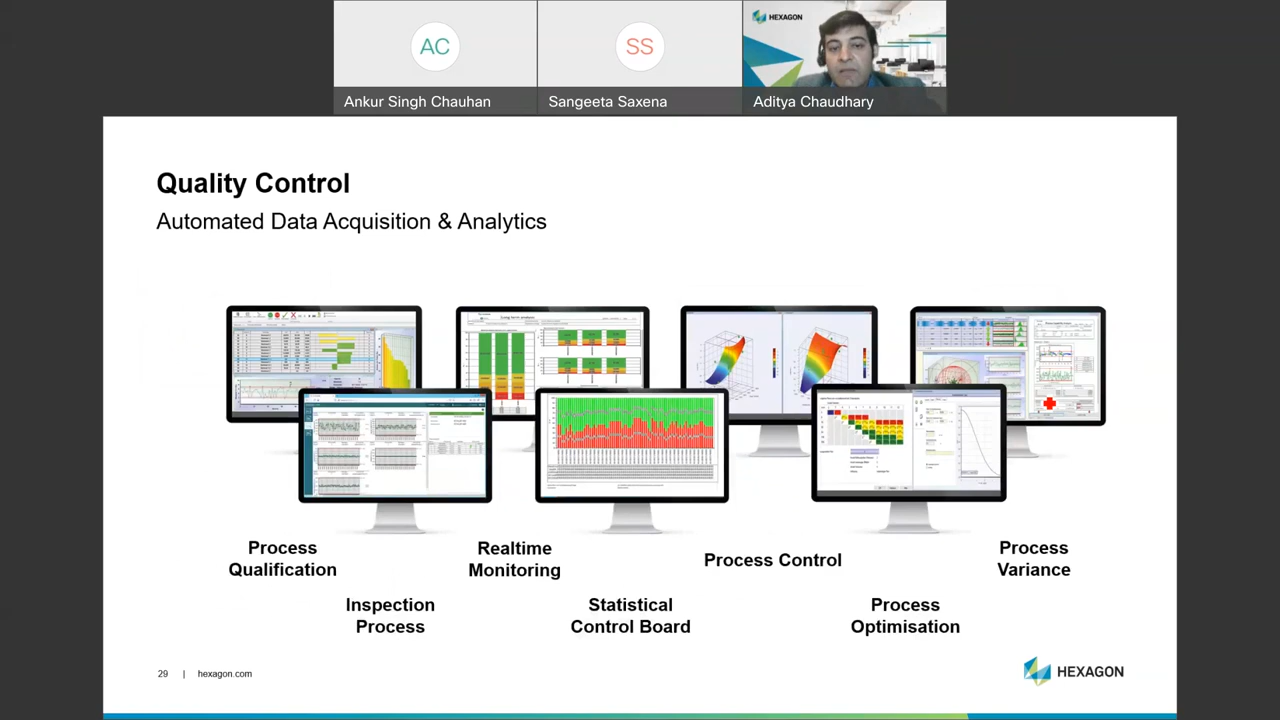 AC
SS
HEXAGON
Ankur Singh Chauhan
Sangeeta Saxena
Aditya Chaudhary
Quality Control
Automated Data Acquisition & Analytics
Process
Qualification
Realtime
Monitoring
Process Control
Process
Variance
Inspection
Process
Statistical
Control Board
Process
Optimisation
29 | hexagon.com
HEXAGON